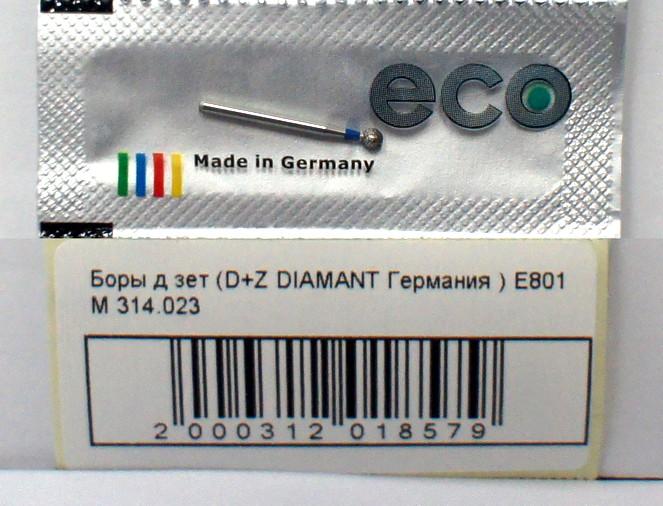 eco
Made in Germany
Боры д зет (D+Z DIAMANT Германия ) E801
M 314.023
2 000312 018579